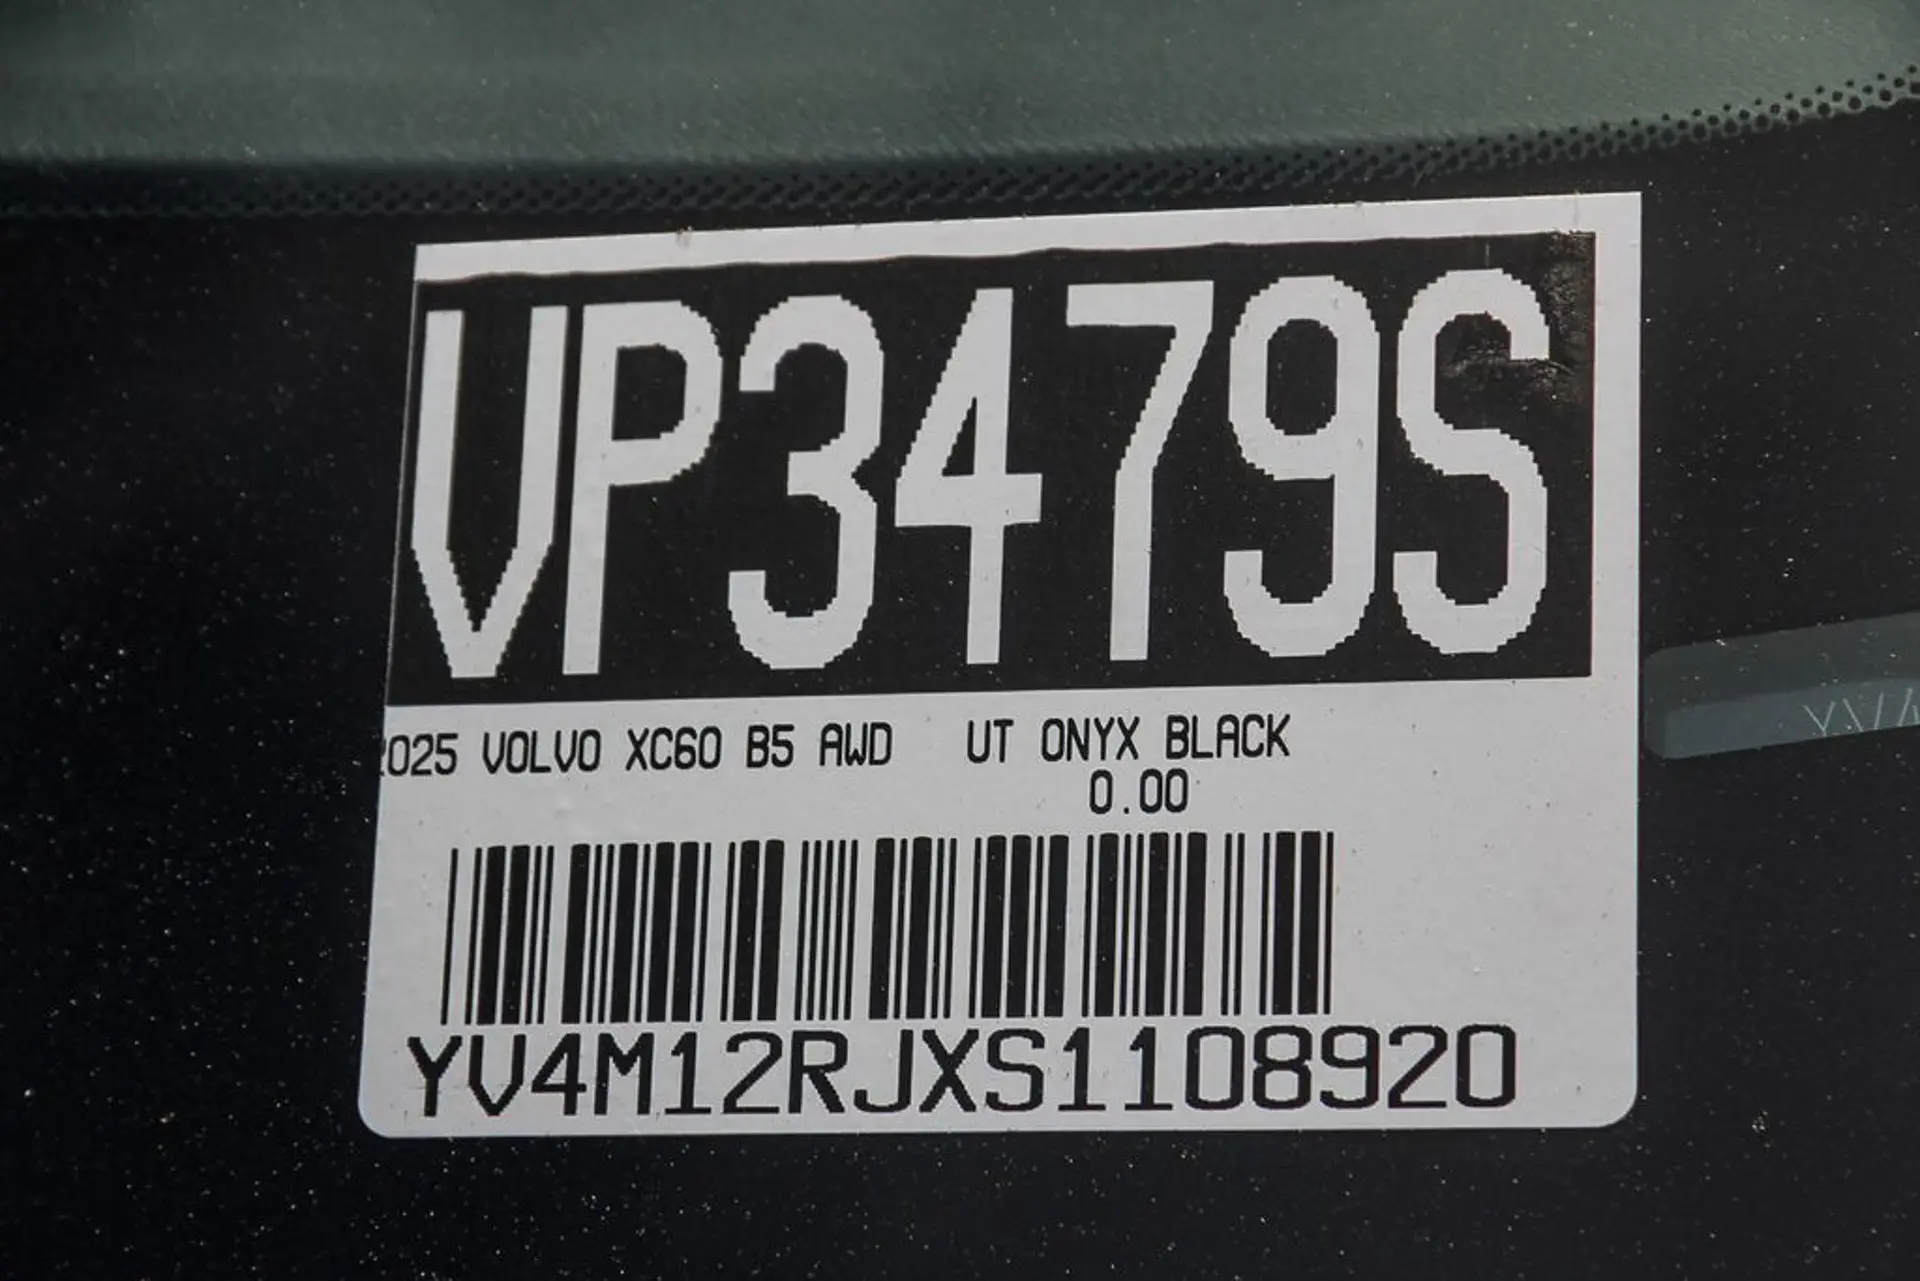 VP3479S
2025 VOLVO XC60 B5 AWD UT ONYX BLACK
0.00
YV4M12RJXS1108920